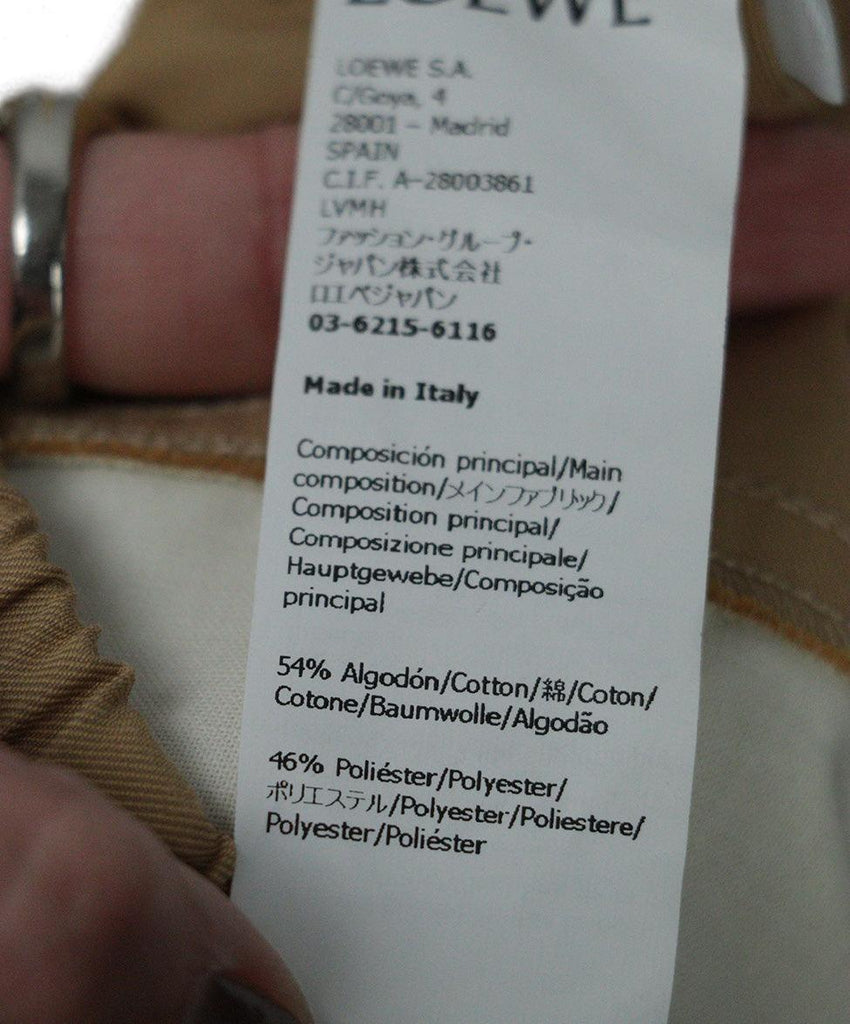 LOEWE
LOEWE S.A.
C/Goya, 4
28001 - Madrid
SPAIN
C.I.F. A-28003861
LVMH
ファッション・グループ・
ジャパン株式会社
ロエベジャパン
03-6215-6116
Made in Italy
Composición principal/Main
composition/メインファブリック/
Composition principal/
Composizione principale/
Hauptgewebe/Composição
principal
54% Algodón/Cotton/綿/Coton/
Cotone/Baumwolle/Algodão
46% Poliéster/Polyester/
ポリエステル/Polyester/Poliestere/
Polyester/Poliéster